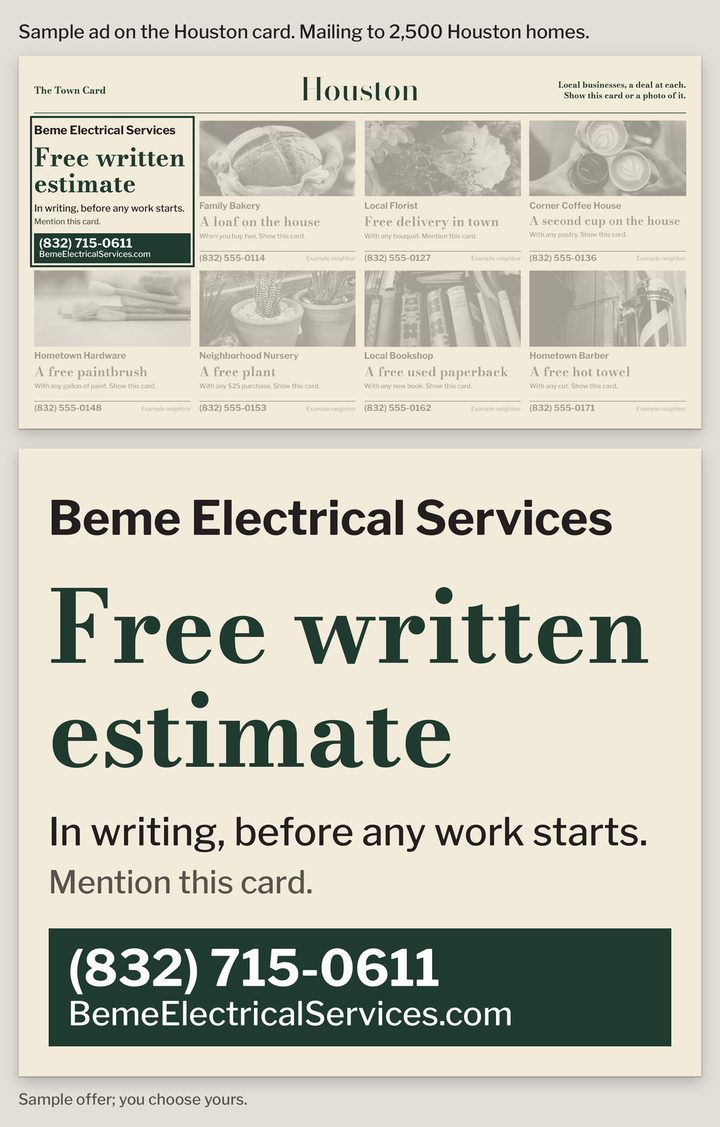 Sample ad on the Houston card. Mailing to 2,500 Houston homes.
The Town Card
Houston
Local businesses, a deal at each.
Show this card or a photo of it.
Beme Electrical Services
Free written
estimate
In writing, before any work starts.
Mention this card.
(832) 715-0611
BemeElectricalServices.com
Family Bakery
A loaf on the house
When you buy two. Show this card.
(832) 555-0114
Example neighbor
Local Florist
Free delivery in town
With any bouquet. Mention this card.
(832) 555-0127
Example neighbor
Corner Coffee House
A second cup on the house
With any pastry. Show this card.
(832) 555-0136
Example neighbor
Hometown Hardware
A free paintbrush
With any gallon of paint. Show this card.
(832) 555-0148
Example neighbor
Neighborhood Nursery
A free plant
With any $25 purchase. Show this card.
(832) 555-0153
Example neighbor
Local Bookshop
A free used paperback
With any new book. Show this card.
(832) 555-0162
Example neighbor
Hometown Barber
A free hot towel
With any cut. Show this card.
(832) 555-0171
Example neighbor
Beme Electrical Services
Free written
estimate
In writing, before any work starts.
Mention this card.
(832) 715-0611
BemeElectricalServices.com
Sample offer; you choose yours.